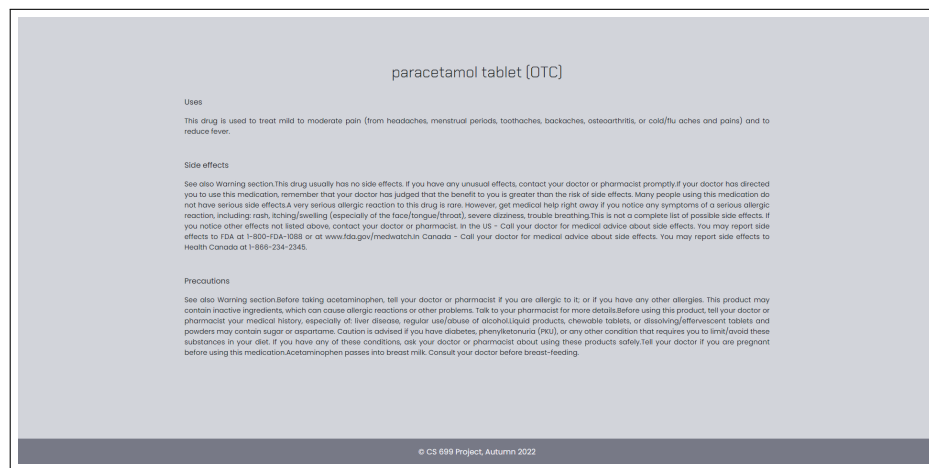 paracetamol tablet (OTC)
Uses
This drug is used to treat mild to moderate pain (from headaches, menstrual periods, toothaches, backaches, osteoarthritis, or cold/flu aches and pains) and to
reduce fever.
Side effects
See also Warning section.This drug usually has no side effects. If you have any unusual effects, contact your doctor or pharmacist promptly.If your doctor has directed
you to use this medication, remember that your doctor has judged that the benefit to you is greater than the risk of side effects. Many people using this medication do
not have serious side effects.A very serious allergic reaction to this drug is rare. However, get medical help right away if you notice any symptoms of a serious allergic
reaction, including: rash, itching/swelling (especially of the face/tongue/throat), severe dizziness, trouble breathing.This is not a complete list of possible side effects. If
you notice other effects not listed above, contact your doctor or pharmacist. In the US - Call your doctor for medical advice about side effects. You may report side
effects to FDA at 1-800-FDA-1088 or at www.fda.gov/medwatch.In Canada - Call your doctor for medical advice about side effects. You may report side effects to
Health Canada at 1-866-234-2345.
Precautions
See also Warning section.Before taking acetaminophen, tell your doctor or pharmacist if you are allergic to it; or if you have any other allergies. This product may
contain inactive ingredients, which can cause allergic reactions or other problems. Talk to your pharmacist for more details.Before using this product, tell your doctor or
pharmacist your medical history, especially of: liver disease, regular use/abuse of alcohol.Liquid products, chewable tablets, or dissolving/effervescent tablets and
powders may contain sugar or aspartame. Caution is advised if you have diabetes, phenylketonuria (PKU), or any other condition that requires you to limit/avoid these
substances in your diet. If you have any of these conditions, ask your doctor or pharmacist about using these products safely.Tell your doctor if you are pregnant
before using this medication.Acetaminophen passes into breast milk. Consult your doctor before breast-feeding.
© CS 699 Project, Autumn 2022